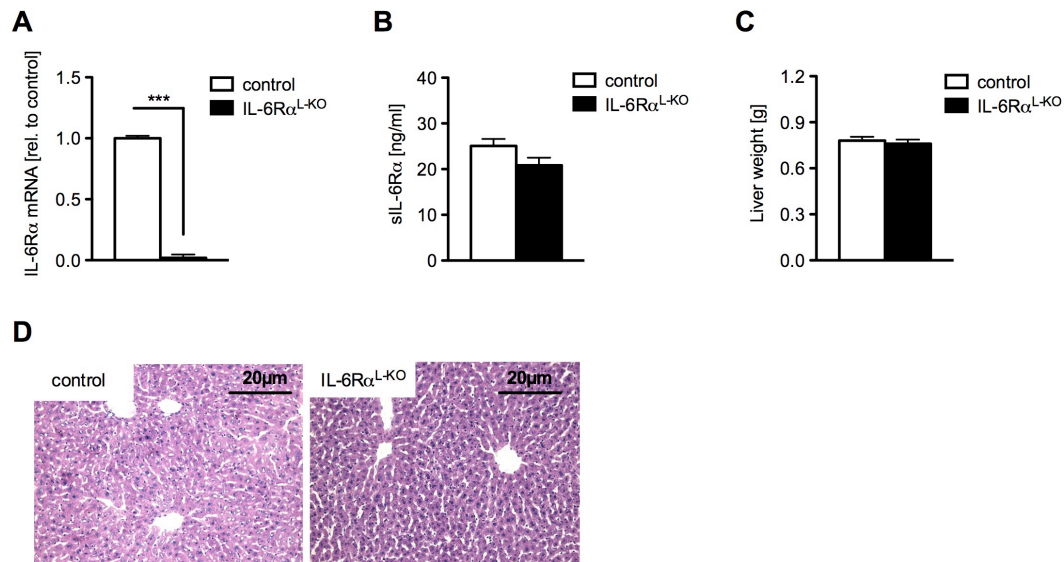 A
IL-6Rα mRNA [rel. to control]
1.5
1.0
0.5
0.0
***
control
IL-6Rα^L-KO
B
sIL-6Rα [ng/ml]
40
30
20
10
0
control
IL-6Rα^L-KO
C
Liver weight [g]
1.2
0.9
0.6
0.3
0.0
control
IL-6Rα^L-KO
D
control
20µm
IL-6Rα^L-KO
20µm